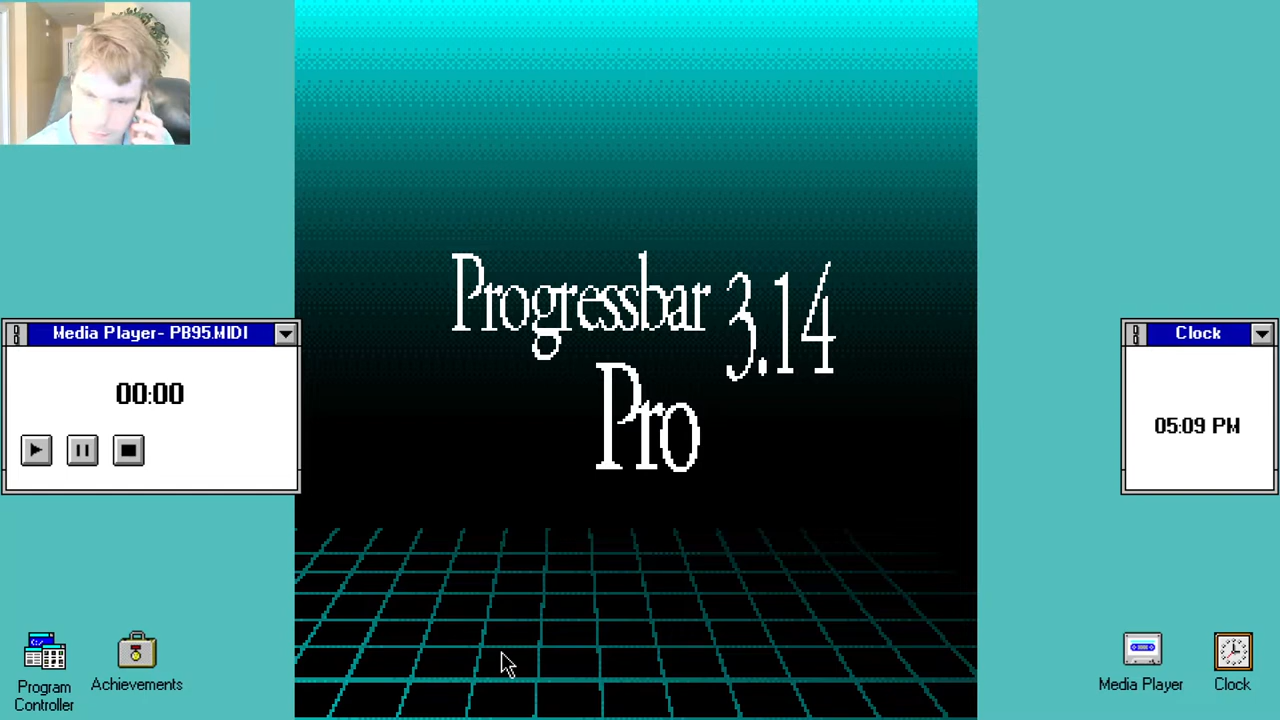 Progressbar 3.14
Pro
Media Player- PB95.MIDI
00:00
Clock
05:09 PM
Program
Controller
Achievements
Media Player
Clock